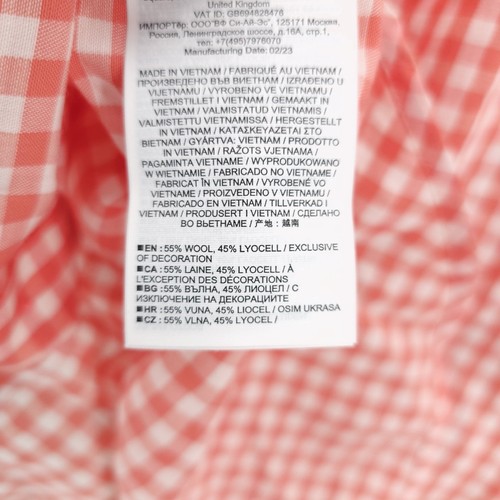 United Kingdom
VAT ID: GB694828478
ИМПОРТёр: ООО"ВФ Си-Ай-Эс", 125171 Москва,
Россия, Ленинградское шоссе, д.16А, стр.1,
тел:+7(495)7976070
Manufacturing Date: 02/23
MADE IN VIETNAM / FABRIQUÉ AU VIETNAM /
ПРОИЗВЕДЕНО ВЪВ ВИЕТНАМ / IZRAĐENO U
VIJETNAMU / VYROBENO VE VIETNAMU /
FREMSTILLET I VIETNAM / GEMAAKT IN
VIETNAM / VALMISTATUD VIETNAMIS /
VALMISTETTU VIETNAMISSA / HERGESTELLT
IN VIETNAM / ΚΑΤΑΣΚΕΥΑΖΕΤΑΙ ΣΤΟ
ΒΙΕΤΝΑΜ / GYÁRTVA: VIETNAM / PRODOTTO
IN VIETNAM / RAŽOTS VJETNAMA /
PAGAMINTA VIETNAME / WYPRODUKOWANO
W WIETNAMIE / FABRICADO NO VIETNAME /
FABRICAT ÎN VIETNAM / VYROBENÉ VO
VIETNAME / PROIZVEDENO V VIETNAMU /
FABRICADO EN VIETNAM / TILLVERKAD I
VIETNAM / PRODUSERT I VIETNAM / СДЕЛАНО
ВО ВЬЕТНАМЕ / 产地: 越南
■EN : 55% WOOL, 45% LYOCELL / EXCLUSIVE
OF DECORATION
■CA : 55% LAINE, 45% LYOCELL / À
L'EXCEPTION DES DÉCORATIONS
■BG : 55% ВЪЛНА, 45% ЛИОЦЕЛ / С
ИЗКЛЮЧЕНИЕ НА ДЕКОРАЦИИТЕ
■HR : 55% VUNA, 45% LIOCEL / OSIM UKRASA
■CZ : 55% VLNA, 45% LYOCEL /